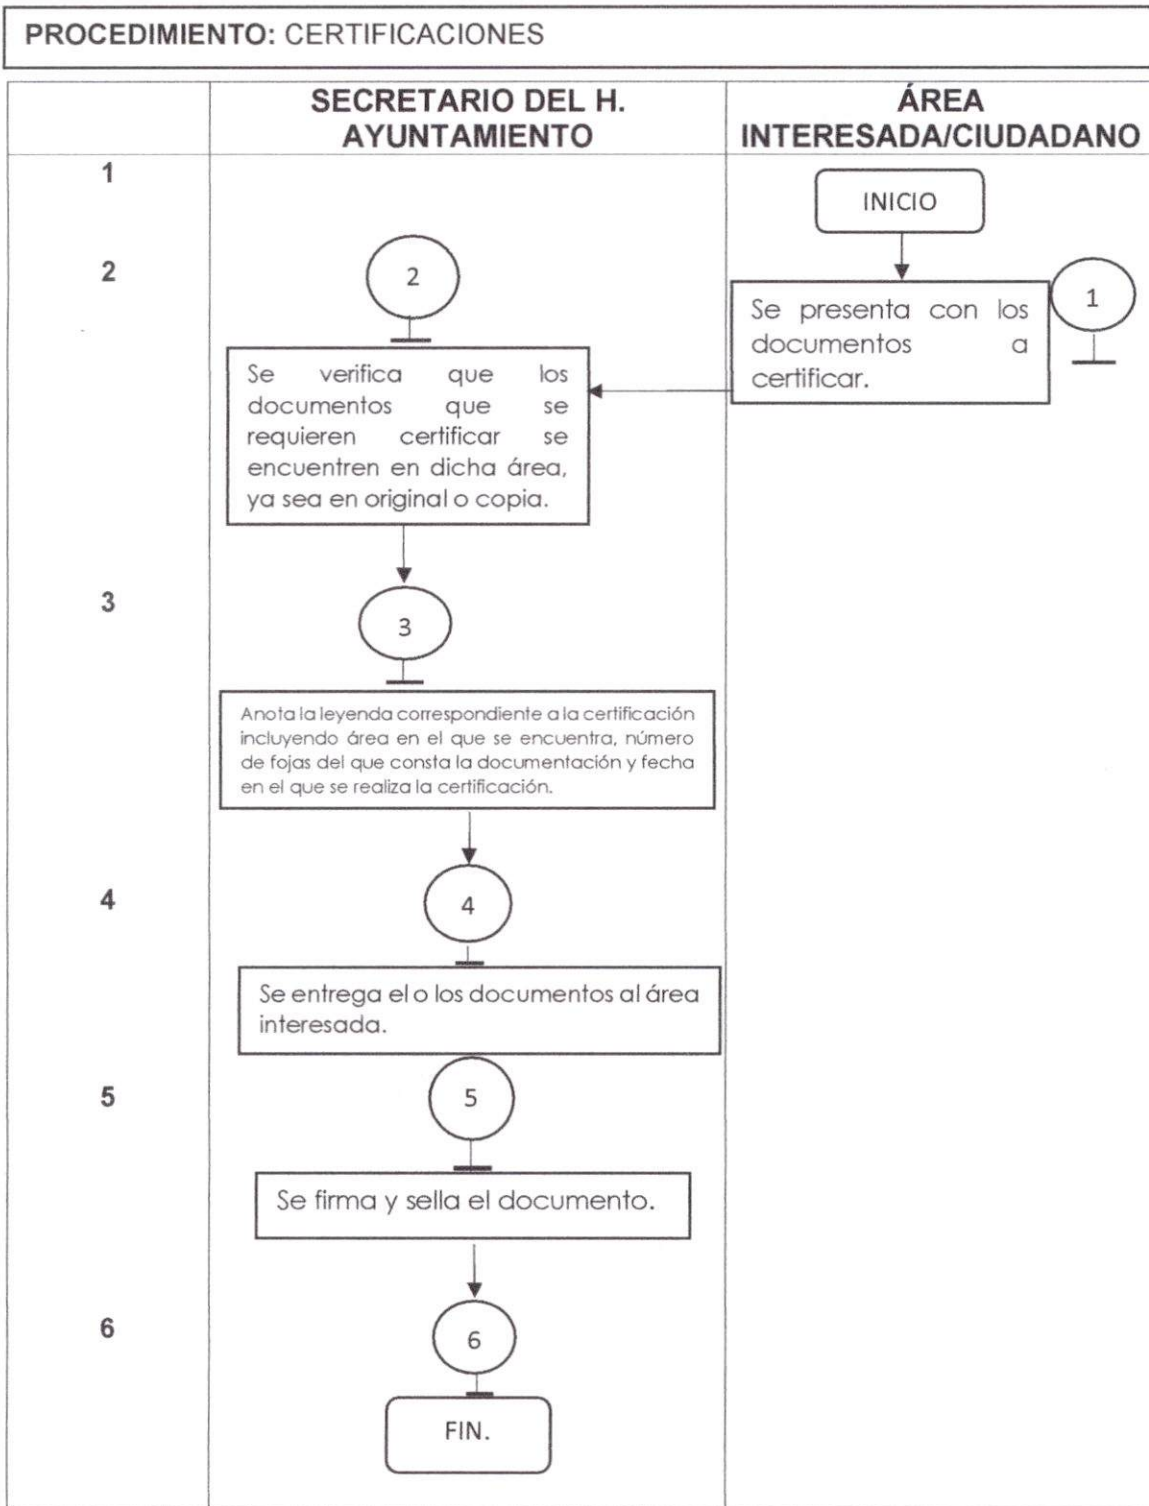 PROCEDIMIENTO: CERTIFICACIONES
SECRETARIO DEL H.
AYUNTAMIENTO
ÁREA
INTERESADA/CIUDADANO
1
INICIO
2
2
1
Se presenta con los
documentos a
certificar.
Se verifica que los
documentos que se
requieren certificar se
encuentren en dicha área,
ya sea en original o copia.
3
3
Anota la leyenda correspondiente a la certificación
incluyendo área en el que se encuentra, número
de fojas del que consta la documentación y fecha
en el que se realiza la certificación.
4
4
Se entrega el o los documentos al área
interesada.
5
5
Se firma y sella el documento.
6
6
FIN.